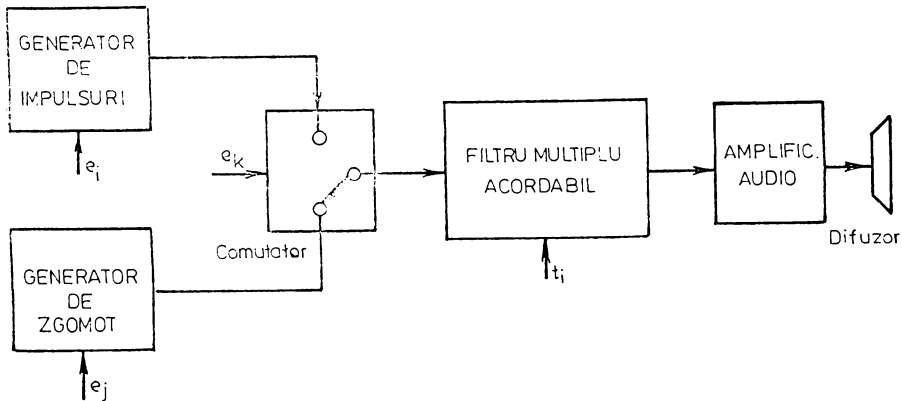 GENERATOR
DE
IMPULSURI
e_i
e_k
Comutator
GENERATOR
DE
ZGOMOT
e_j
FILTRU MULTIPLU
ACORDABIL
t_i
AMPLIFIC.
AUDIO
Difuzor